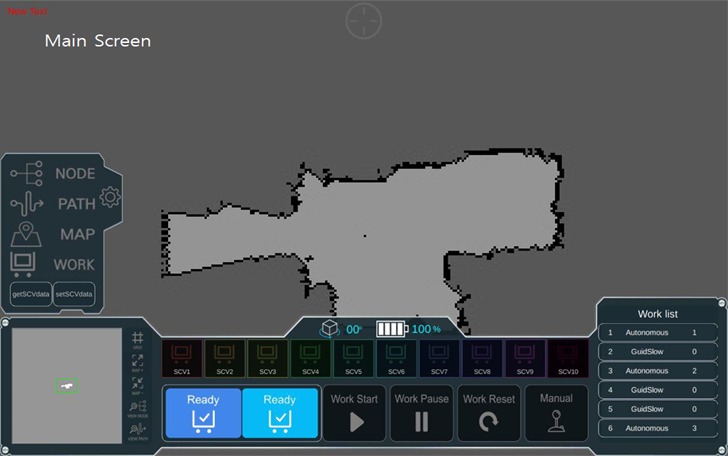 New Text
Main Screen
NODE
PATH
MAP
WORK
getSCVdata setSCVdata
GRID
MAP +
MAP -
VIEW NODE
VIEW PATH
00°
100 %
SCV1 SCV2 SCV3 SCV4 SCV5 SCV6 SCV7 SCV8 SCV9 SCV10
Ready Ready Work Start Work Pause Work Reset Manual
Work list
1 Autonomous 1
2 GuidSlow 0
3 Autonomous 2
4 GuidSlow 0
5 GuidSlow 0
6 Autonomous 3